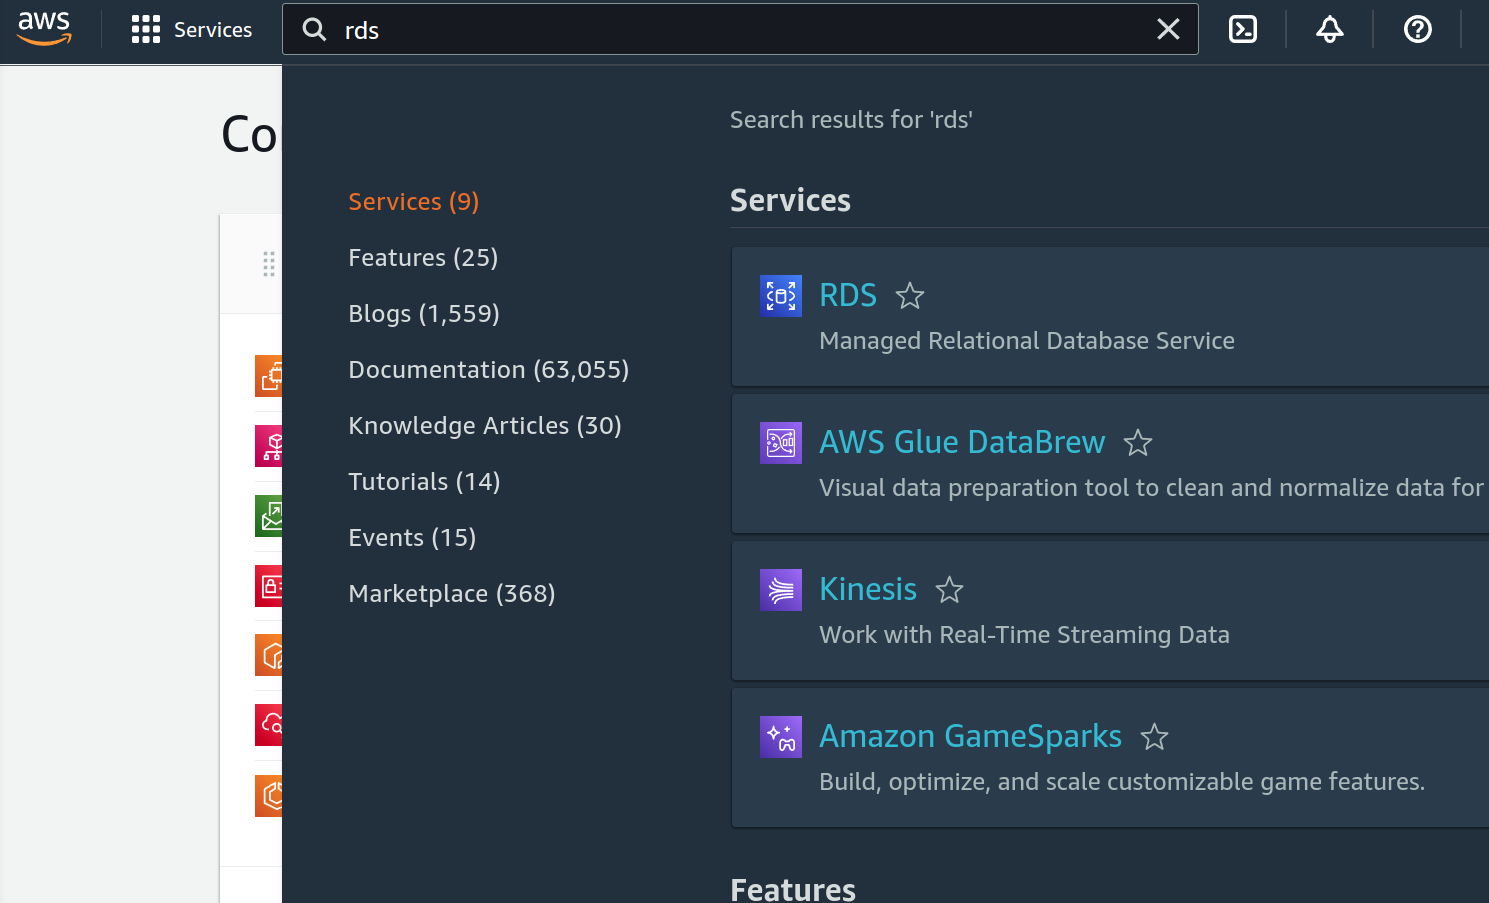 aws
Services
rds
Co
Search results for 'rds'
Services (9)
Features (25)
Blogs (1,559)
Documentation (63,055)
Knowledge Articles (30)
Tutorials (14)
Events (15)
Marketplace (368)
Services
RDS
Managed Relational Database Service
AWS Glue DataBrew
Visual data preparation tool to clean and normalize data for
Kinesis
Work with Real-Time Streaming Data
Amazon GameSparks
Build, optimize, and scale customizable game features.
Features